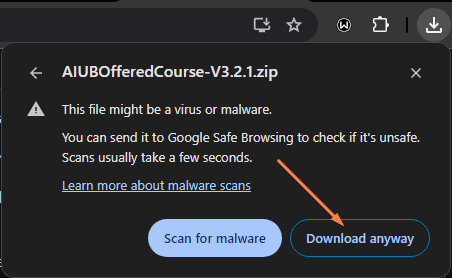 AIUBOfferedCourse-V3.2.1.zip
This file might be a virus or malware.
You can send it to Google Safe Browsing to check if it's unsafe.
Scans usually take a few seconds.
Learn more about malware scans
Scan for malware
Download anyway